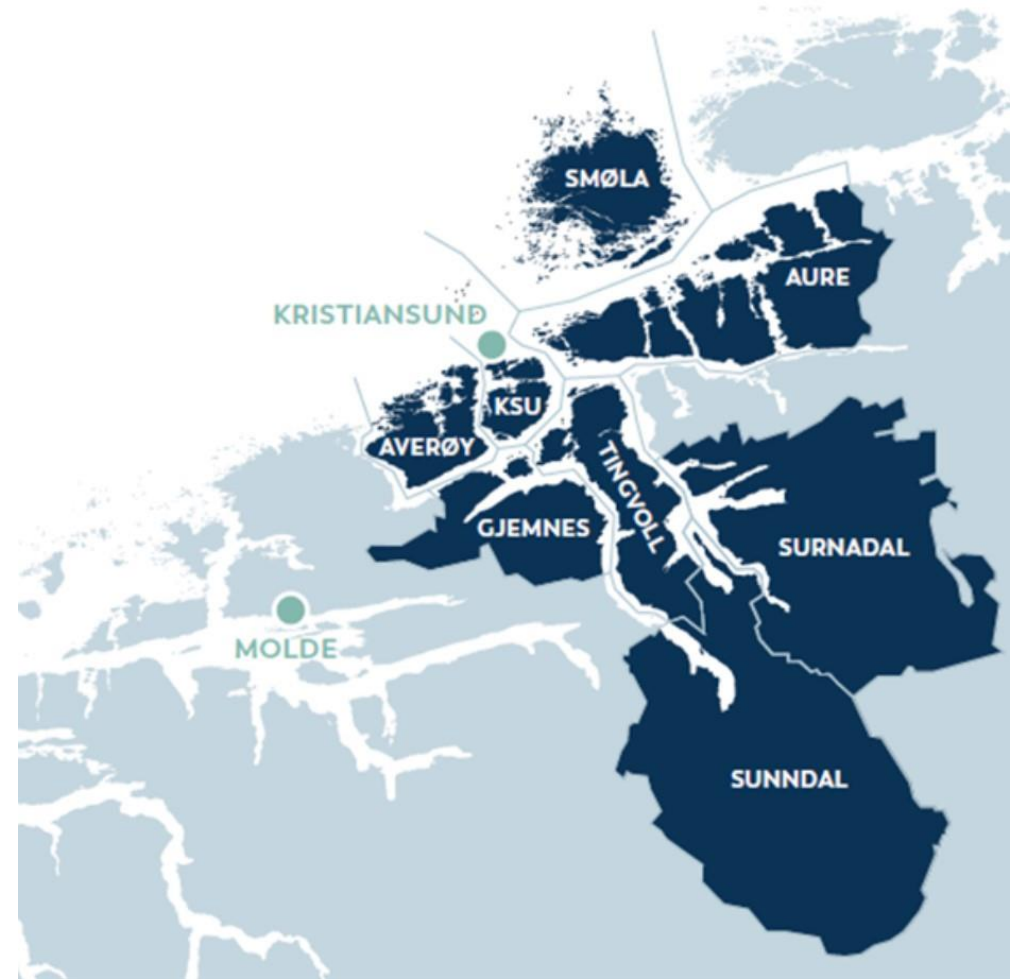 SMØLA
AURE
KRISTIANSUND
KSU
AVERØY
TINGVOLL
GJEMNES
SURNADAL
MOLDE
SUNNDAL